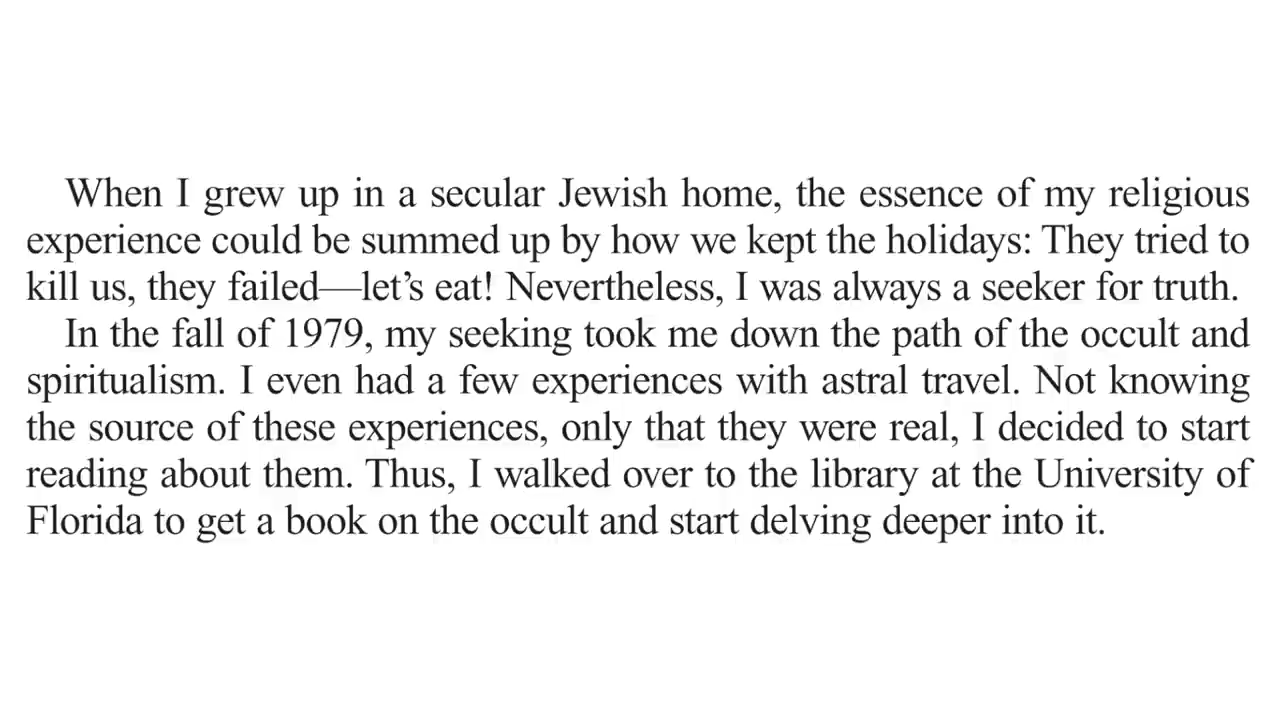 When I grew up in a secular Jewish home, the essence of my religious
experience could be summed up by how we kept the holidays: They tried to
kill us, they failed—let’s eat! Nevertheless, I was always a seeker for truth.
In the fall of 1979, my seeking took me down the path of the occult and
spiritualism. I even had a few experiences with astral travel. Not knowing
the source of these experiences, only that they were real, I decided to start
reading about them. Thus, I walked over to the library at the University of
Florida to get a book on the occult and start delving deeper into it.